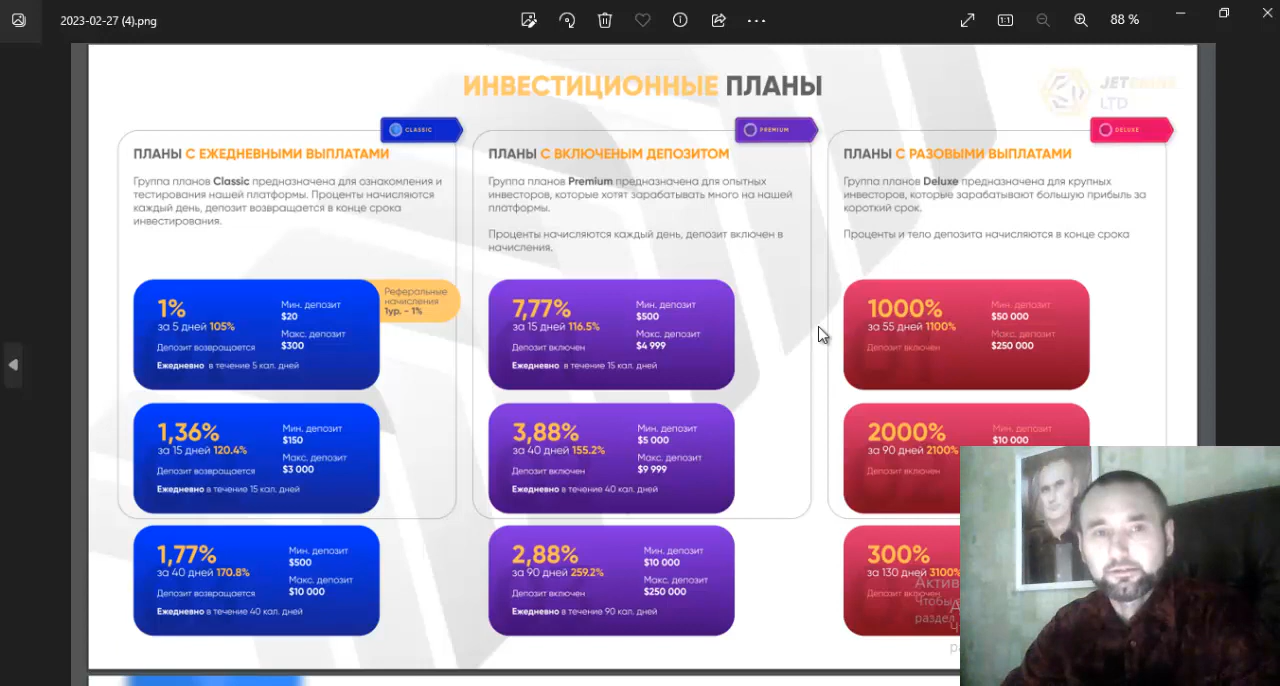 2023-02-27 (4).png
88 %
ИНВЕСТИЦИОННЫЕ ПЛАНЫ
JET
LTD
CLASSIC
ПЛАНЫ С ЕЖЕДНЕВНЫМИ ВЫПЛАТАМИ
Группа планов Classic предназначена для ознакомления и
тестирования нашей платформы. Проценты начисляются
каждый день, депозит возвращается в конце срока
инвестирования.
1%
за 5 дней 105%
Депозит возвращается
Ежедневно в течение 5 кал. дней
Мин. депозит
$20
Макс. депозит
$300
Реферальные
начисления
1ур. - 1%
1,36%
за 15 дней 120.4%
Депозит возвращается
Ежедневно в течение 15 кал. дней
Мин. депозит
$150
Макс. депозит
$3 000
1,77%
за 40 дней 170.8%
Депозит возвращается
Ежедневно в течение 40 кал. дней
Мин. депозит
$500
Макс. депозит
$10 000
PREMIUM
ПЛАНЫ С ВКЛЮЧЕНЫМ ДЕПОЗИТОМ
Группа планов Premium предназначена для опытных
инвесторов, которые хотят зарабатывать много на нашей
платформы.
Проценты начисляются каждый день, депозит включен в
начисления.
7,77%
за 15 дней 116.5%
Депозит включен
Ежедневно в течение 15 кал. дней
Мин. депозит
$500
Макс. депозит
$4 999
3,88%
за 40 дней 155.2%
Депозит включен
Ежедневно в течение 40 кал. дней
Мин. депозит
$5 000
Макс. депозит
$9 999
2,88%
за 90 дней 259.2%
Депозит включен
Ежедневно в течение 90 кал. дней
Мин. депозит
$10 000
Макс. депозит
$250 000
DELUXE
ПЛАНЫ С РАЗОВЫМИ ВЫПЛАТАМИ
Группа планов Deluxe предназначена для крупных
инвесторов, которые зарабатывают большую прибыль за
короткий срок.
Проценты и тело депозита начисляются в конце срока
1000%
за 55 дней 1100%
Депозит включен
Мин. депозит
$50 000
Макс. депозит
$250 000
2000%
за 90 дней 2100%
Депозит включен
Мин. депозит
$10 000
300%
за 130 дней 3100%
Депозит включен
Актив
Чтобы
раздел